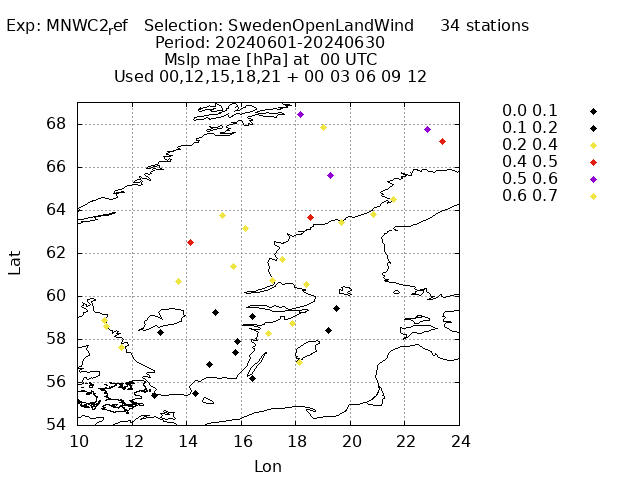 Exp: MNWC2ref Selection: SwedenOpenLandWind 34 stations
Period: 20240601-20240630
Mslp mae [hPa] at 00 UTC
Used 00,12,15,18,21 + 00 03 06 09 12
0.0 0.1
0.1 0.2
0.2 0.4
0.4 0.5
0.5 0.6
0.6 0.7
68
66
64
62
60
58
56
54
Lat
10 12 14 16 18 20 22 24
Lon